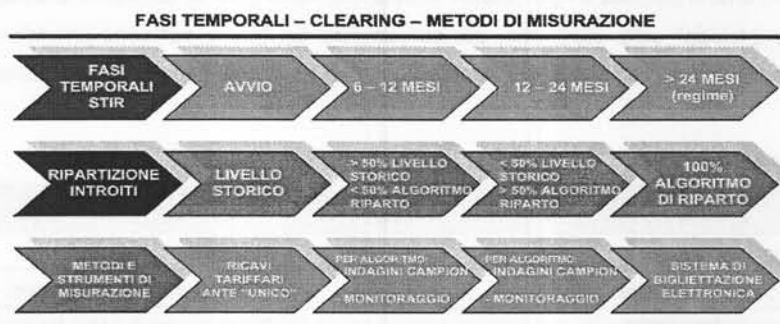 FASI TEMPORALI – CLEARING – METODI DI MISURAZIONE
FASI
TEMPORALI
STIR
AVVIO
6 – 12 MESI
12 – 24 MESI
> 24 MESI
(regime)
RIPARTIZIONE
INTROITI
LIVELLO
STORICO
> 50% LIVELLO
STORICO
< 50% ALGORITMO
RIPARTO
< 50% LIVELLO
STORICO
> 50% ALGORITMO
RIPARTO
100%
ALGORITMO
DI RIPARTO
METODI E
STRUMENTI DI
MISURAZIONE
RICAVI
TARIFFARI
ANTE "UNICO"
PER ALGORITMO:
- INDAGINI CAMPION
- MONITORAGGIO
PER ALGORITMO:
- INDAGINI CAMPION
- MONITORAGGIO
SISTEMA DI
BIGLIETTAZIONE
ELETTRONICA